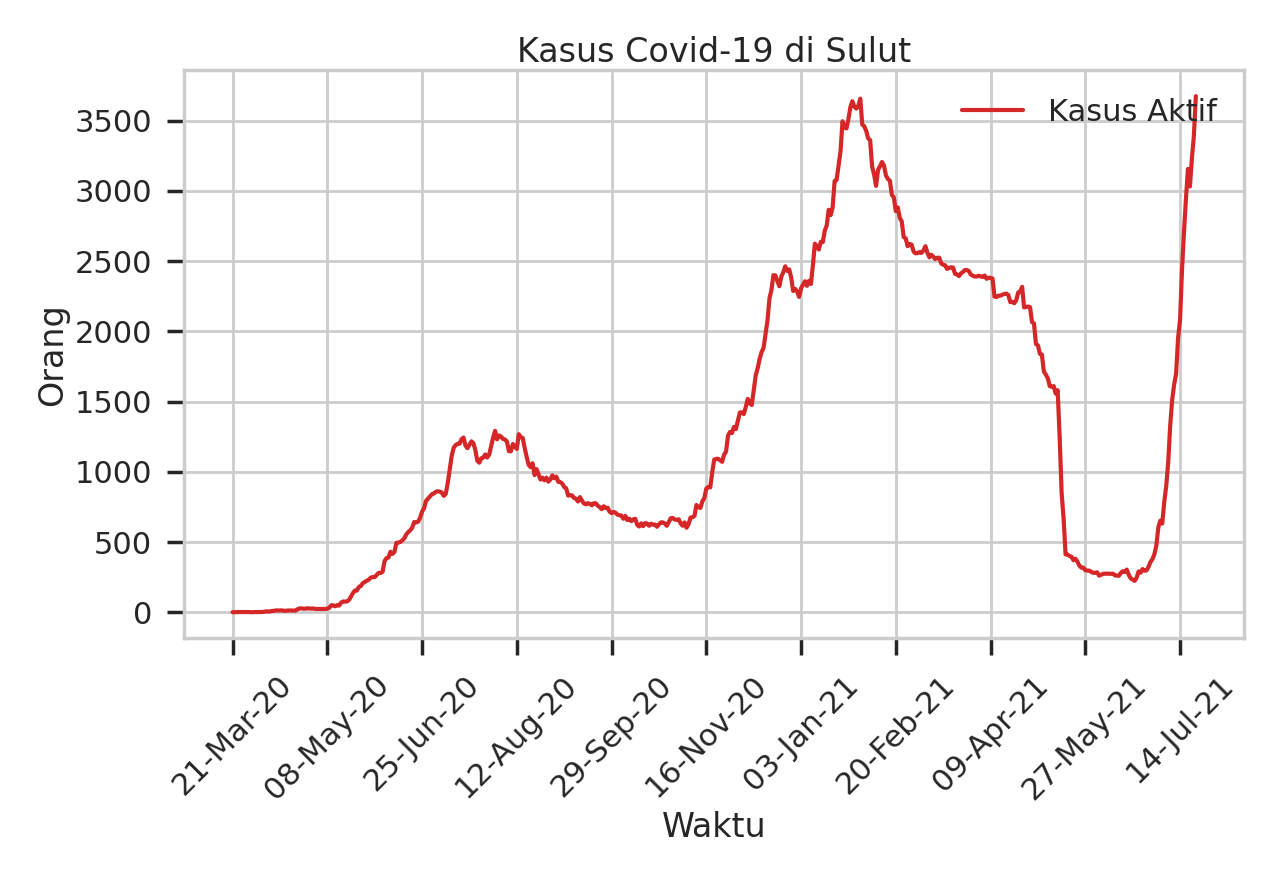 Kasus Covid-19 di Sulut
Kasus Aktif
Orang
3500
3000
2500
2000
1500
1000
500
0
21-Mar-20
08-May-20
25-Jun-20
12-Aug-20
29-Sep-20
16-Nov-20
03-Jan-21
20-Feb-21
09-Apr-21
27-May-21
14-Jul-21
Waktu